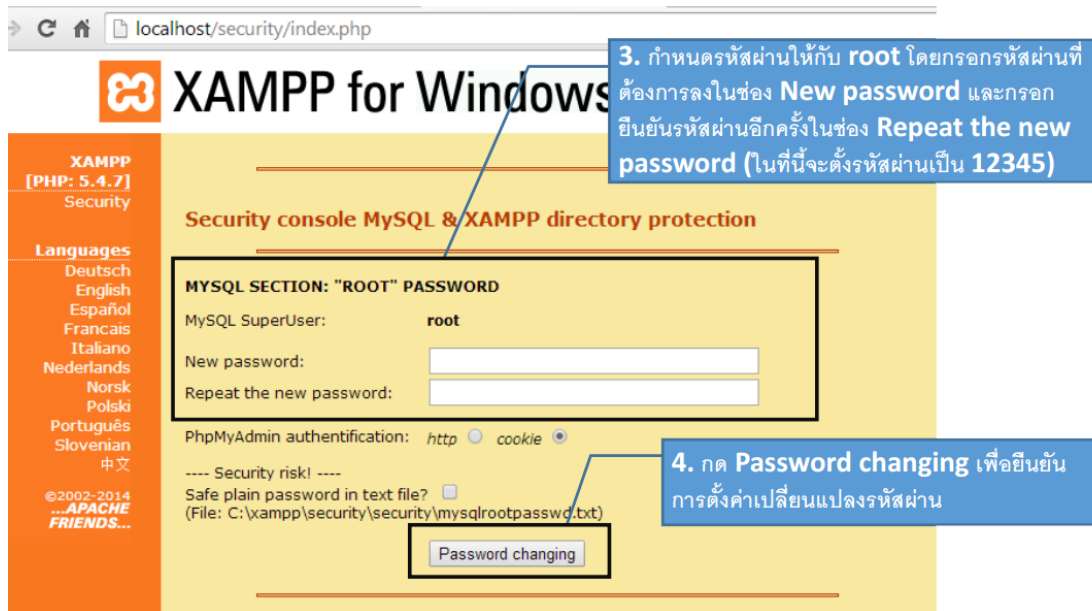 localhost/security/index.php
XAMPP for Windows
3. กำหนดรหัสผ่านให้กับ root โดยกรอกรหัสผ่านที่
ต้องการลงในช่อง New password และกรอก
ยืนยันรหัสผ่านอีกครั้งในช่อง Repeat the new
password (ในที่นี้จะตั้งรหัสผ่านเป็น 12345)
XAMPP
[PHP: 5.4.7]
Security
Languages
Deutsch
English
Español
Francais
Italiano
Nederlands
Norsk
Polski
Português
Slovenian
中文
©2002-2014
...APACHE
FRIENDS...
Security console MySQL & XAMPP directory protection
MYSQL SECTION: "ROOT" PASSWORD
MySQL SuperUser: root
New password:
Repeat the new password:
PhpMyAdmin authentification: http cookie
---- Security risk! ----
Safe plain password in text file?
(File: C:\xampp\security\security\mysqlrootpasswd.txt)
Password changing
4. กด Password changing เพื่อยืนยัน
การตั้งค่าเปลี่ยนแปลงรหัสผ่าน